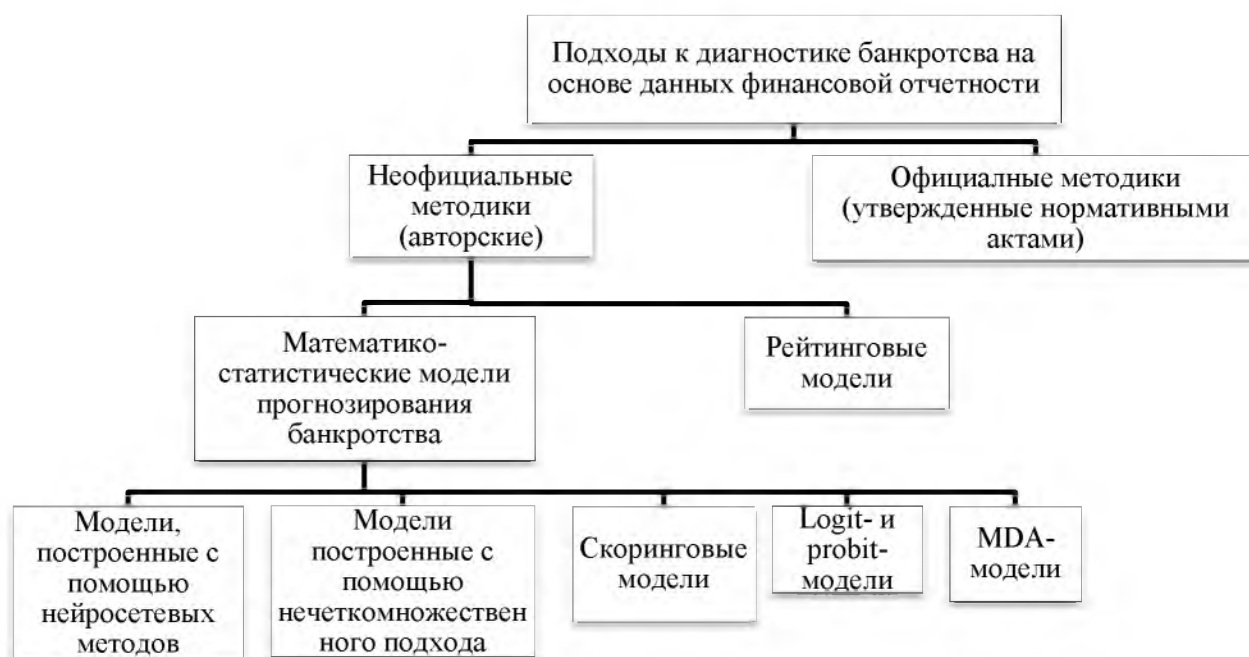 Подходы к диагностике банкротсва на
основе данных финансовой отчетности
Неофициальные
методики
(авторские)
Официалные методики
(утвержденные нормативными
актами)
Математико-
статистические модели
прогнозирования
банкротства
Рейтинговые
модели
Модели,
построенные с
помощью
нейросетевых
методов
Модели
построенные с
помощью
нечеткомножествен
ного подхода
Скоринговые
модели
Logit- и
probit-
модели
MDA-
модели